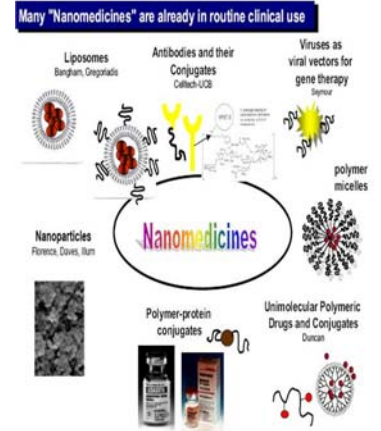 Many "Nanomedicines" are already in routine clinical use
Liposomes
Bangham, Gregoriadis
Antibodies and their
Conjugates
Celltech-UCB
Viruses as
viral vectors for
gene therapy
Seymour
polymer
micelles
Nanoparticles
Florence, Daves, Illum
Nanomedicines
Polymer-protein
conjugates
Unimolecular Polymeric
Drugs and Conjugates
Duncan